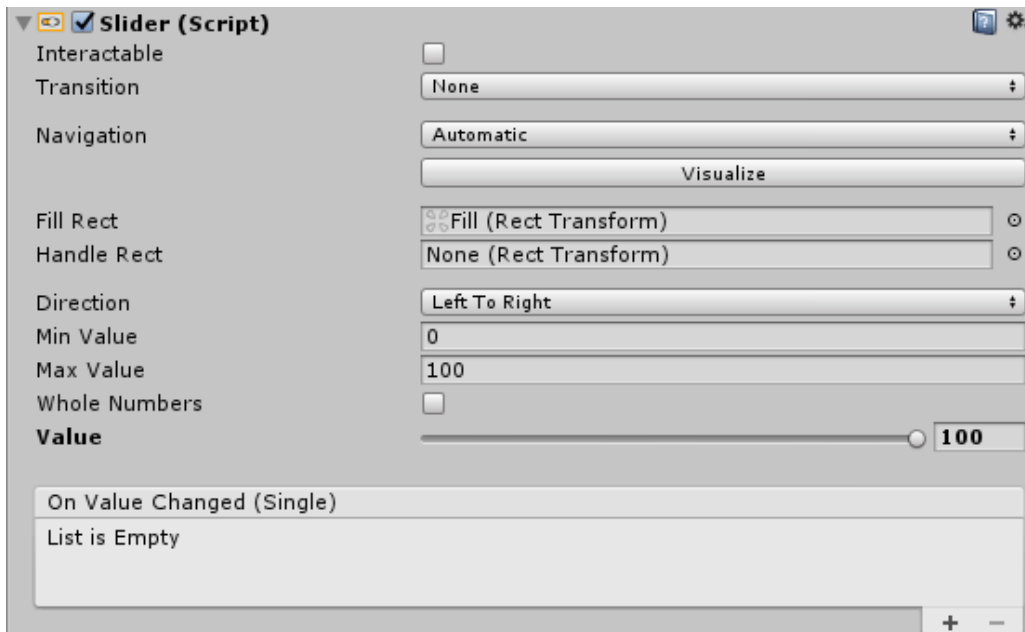 Slider (Script)
Interactable
Transition None
Navigation Automatic
Visualize
Fill Rect Fill (Rect Transform)
Handle Rect None (Rect Transform)
Direction Left To Right
Min Value 0
Max Value 100
Whole Numbers
Value 100
On Value Changed (Single)
List is Empty
+ −